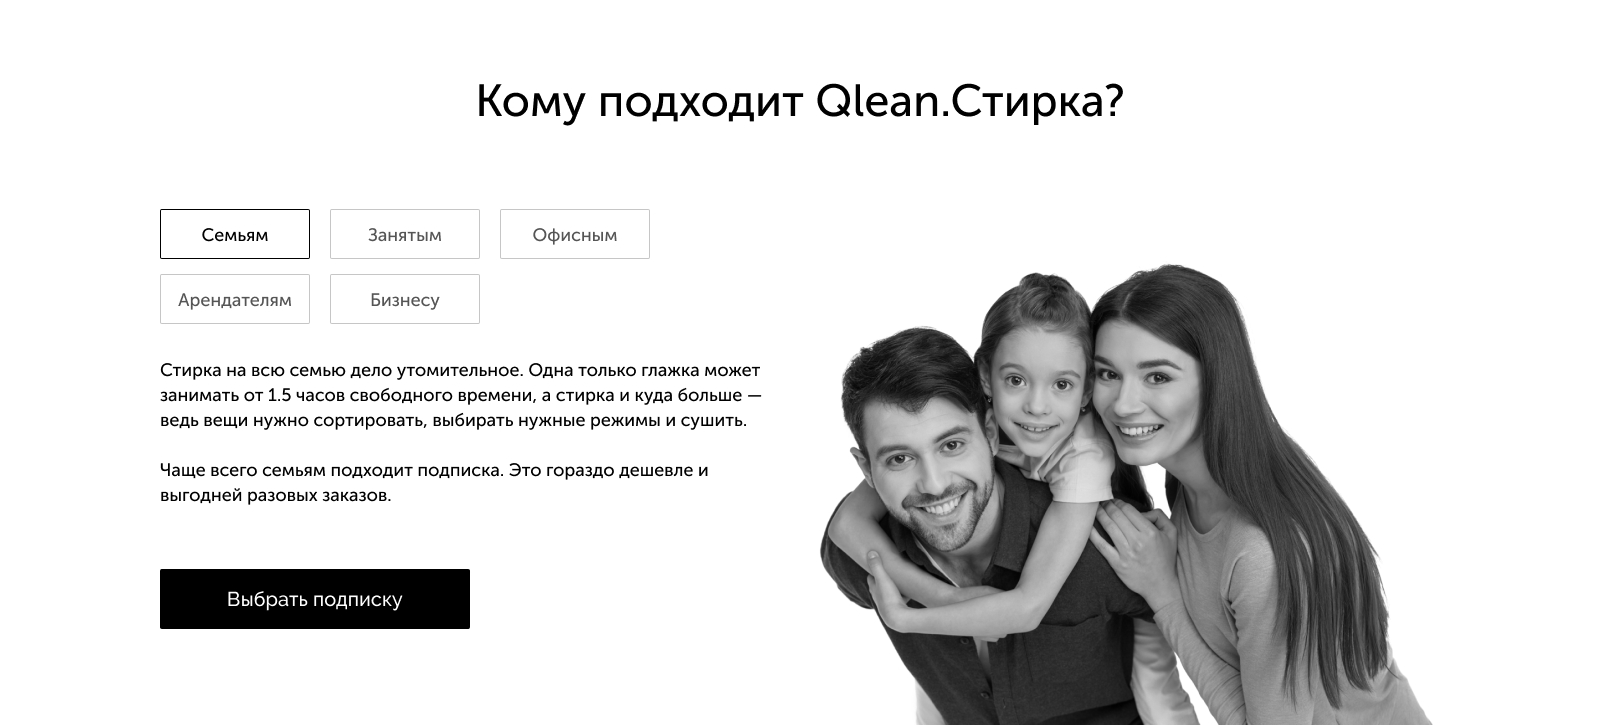 Кому подходит Qlean.Стирка?
Семьям
Занятым
Офисным
Арендателям
Бизнесу
Стирка на всю семью дело утомительное. Одна только глажка может
занимать от 1.5 часов свободного времени, а стирка и куда больше —
ведь вещи нужно сортировать, выбирать нужные режимы и сушить.
Чаще всего семьям подходит подписка. Это гораздо дешевле и
выгодней разовых заказов.
Выбрать подписку